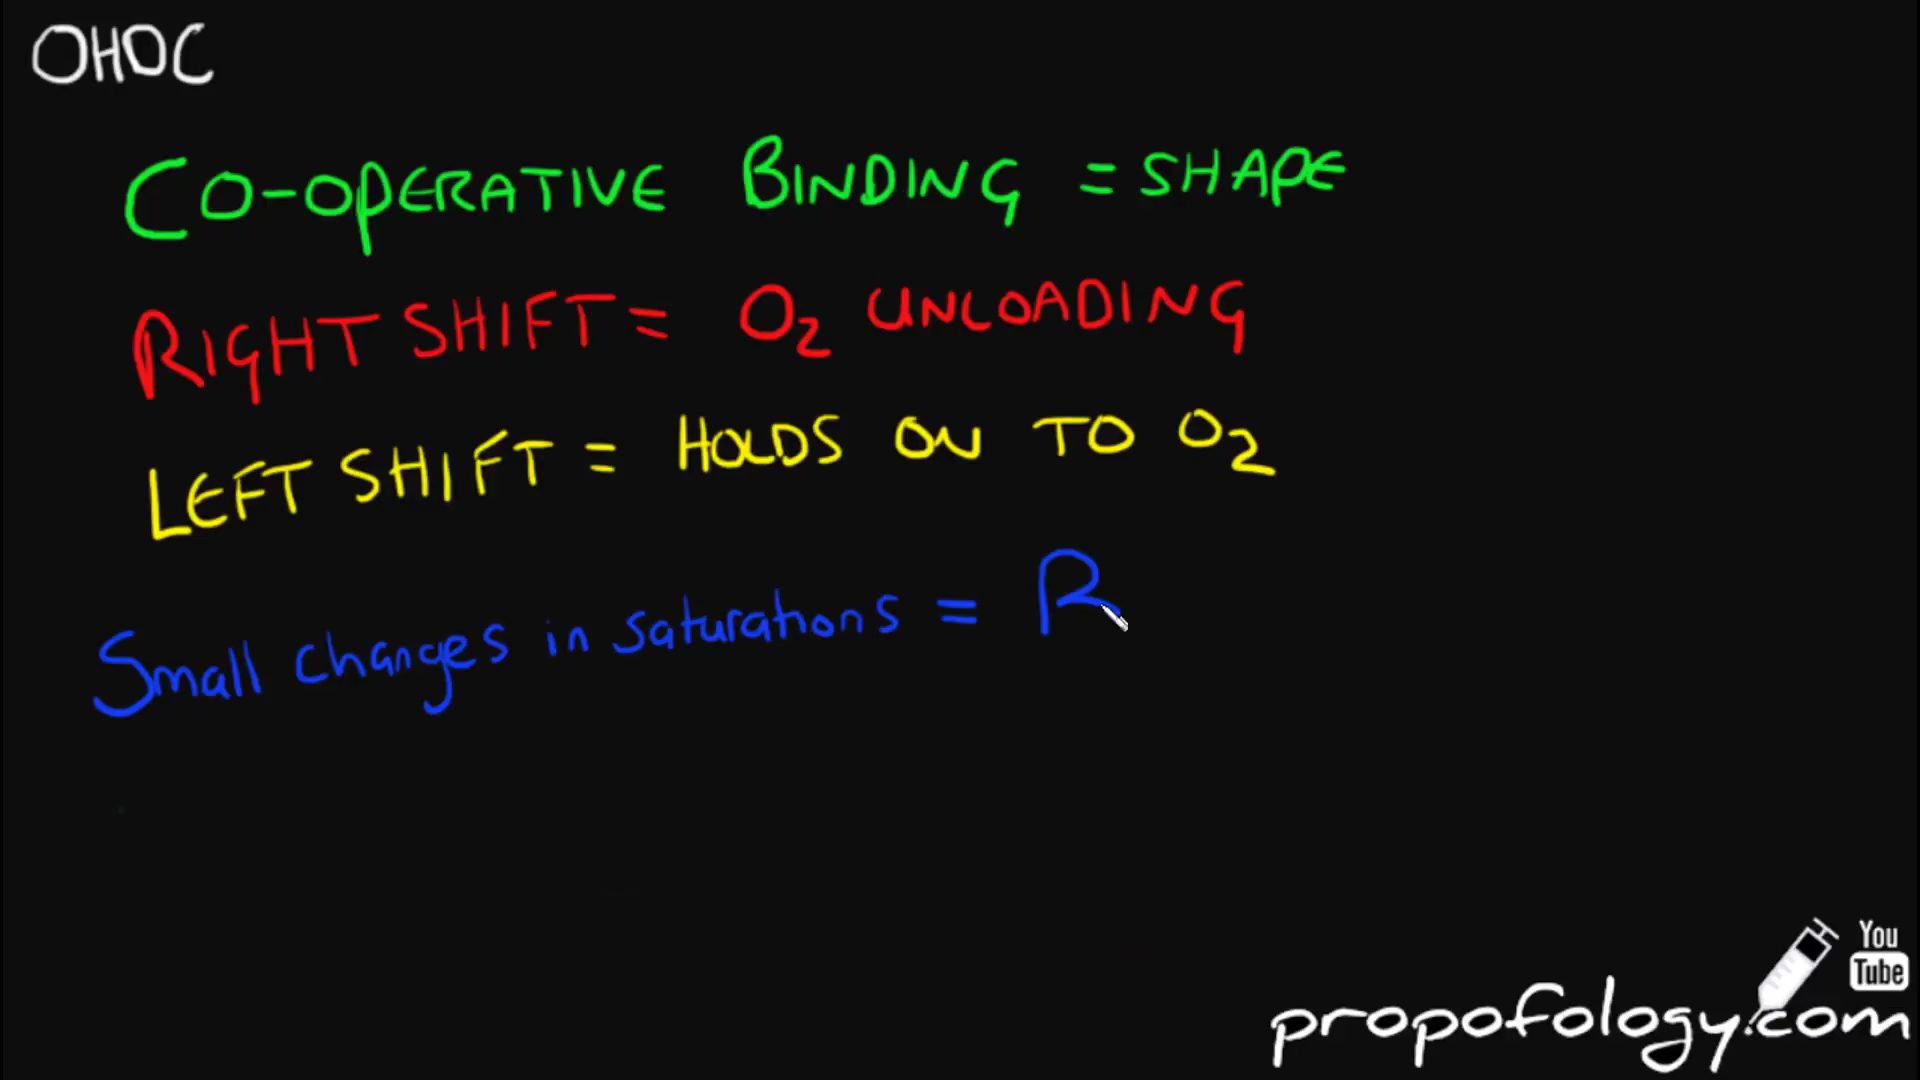 OHDC
CO-OPERATIVE BINDING = SHAPE
RIGHT SHIFT = O2 UNLOADING
LEFT SHIFT = HOLDS ON TO O2
Small changes in saturations = R
You
Tube
propofology.com